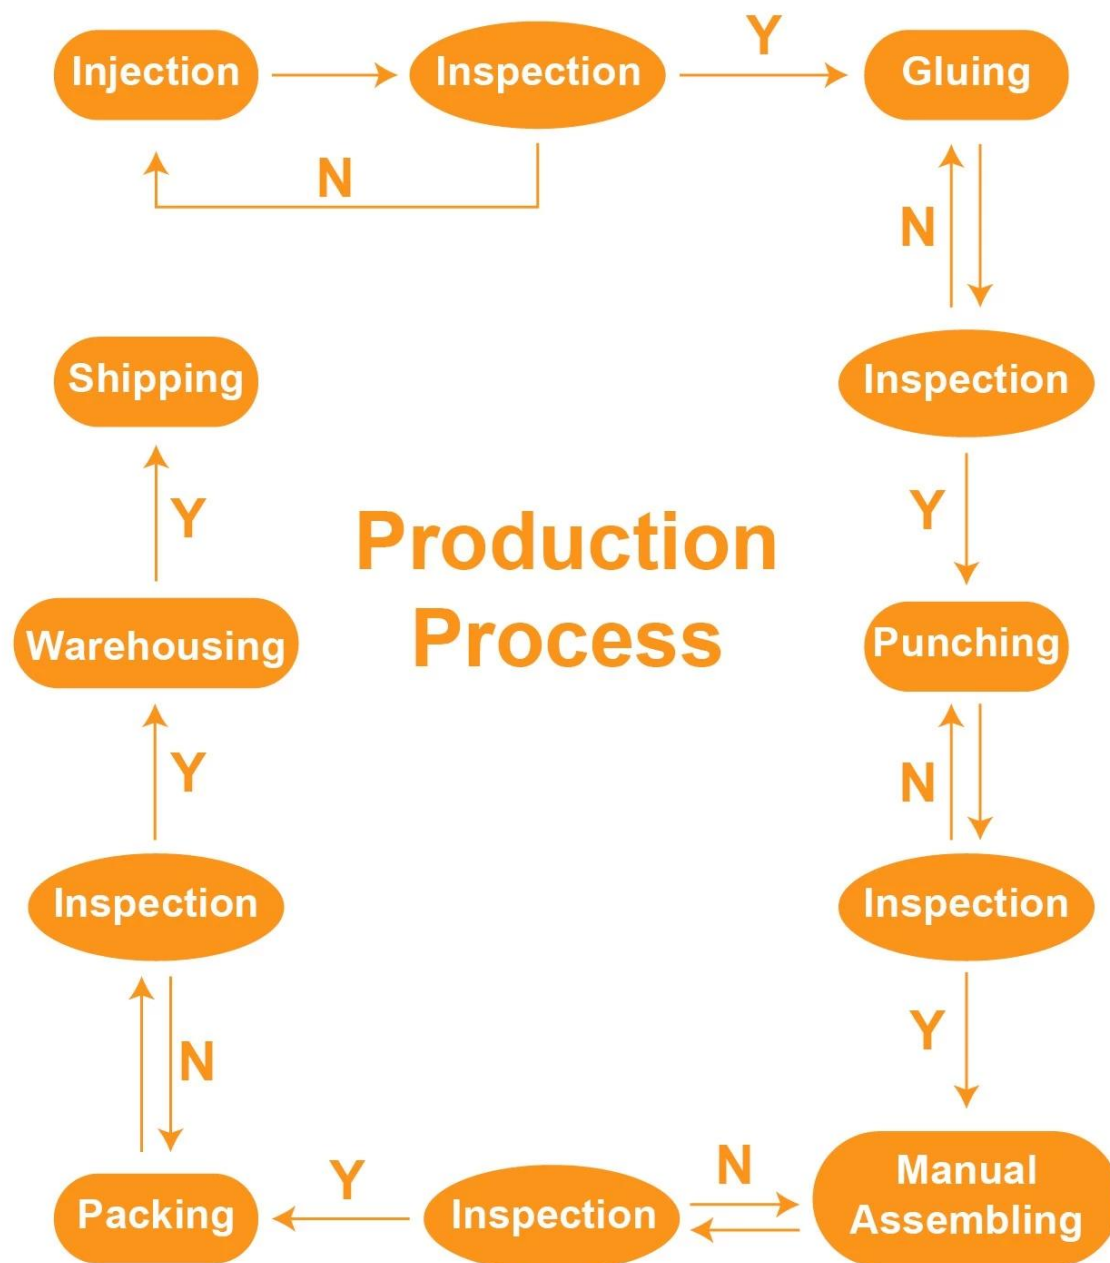 Injection
Inspection
Y
Gluing
N
N
Inspection
Y
Punching
N
Inspection
Y
Manual
Assembling
N
Inspection
Y
Packing
N
Inspection
Y
Warehousing
Y
Shipping
Production
Process